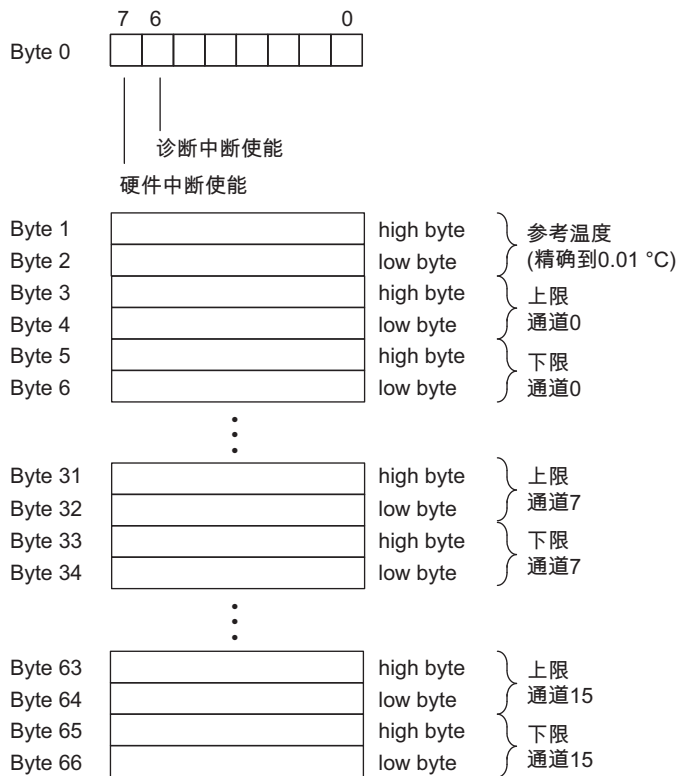 7 6 0
Byte 0
诊断中断使能
硬件中断使能
Byte 1 high byte 参考温度
Byte 2 low byte (精确到0.01 °C)
Byte 3 high byte 上限
Byte 4 low byte 通道0
Byte 5 high byte 下限
Byte 6 low byte 通道0
Byte 31 high byte 上限
Byte 32 low byte 通道7
Byte 33 high byte 下限
Byte 34 low byte 通道7
Byte 63 high byte 上限
Byte 64 low byte 通道15
Byte 65 high byte 下限
Byte 66 low byte 通道15